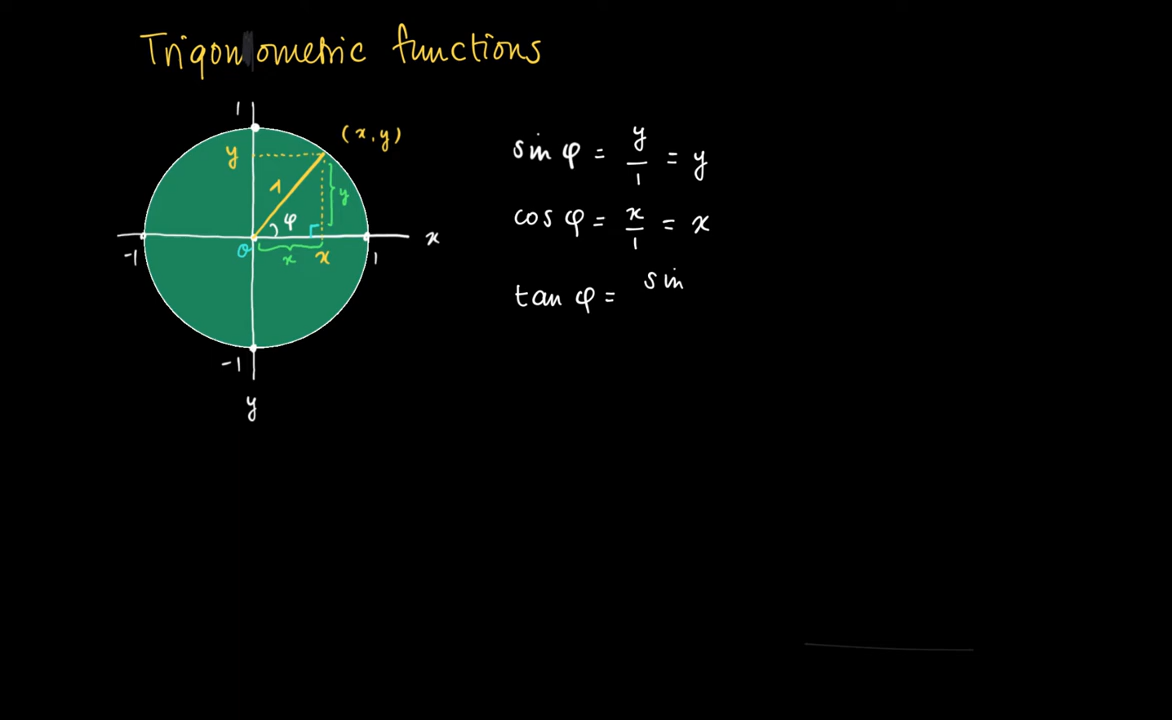 Trigonometric functions
1
(x, y)
y
1
y
φ
-1
O
x
x
1
x
-1
y
sin φ = y/1 = y
cos φ = x/1 = x
tan φ = sin